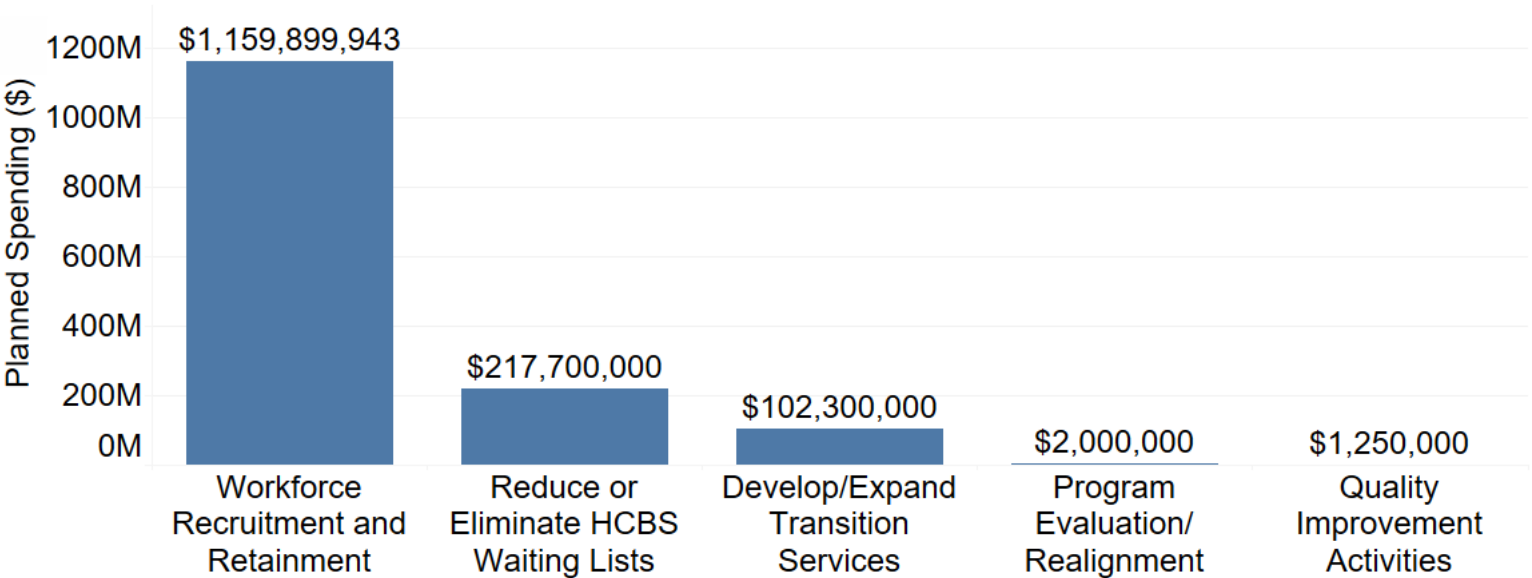 Planned Spending ($)
1200M
1000M
800M
600M
400M
200M
0M
$1,159,899,943
$217,700,000
$102,300,000
$2,000,000
$1,250,000
Workforce
Recruitment and
Retainment
Reduce or
Eliminate HCBS
Waiting Lists
Develop/Expand
Transition
Services
Program
Evaluation/
Realignment
Quality
Improvement
Activities